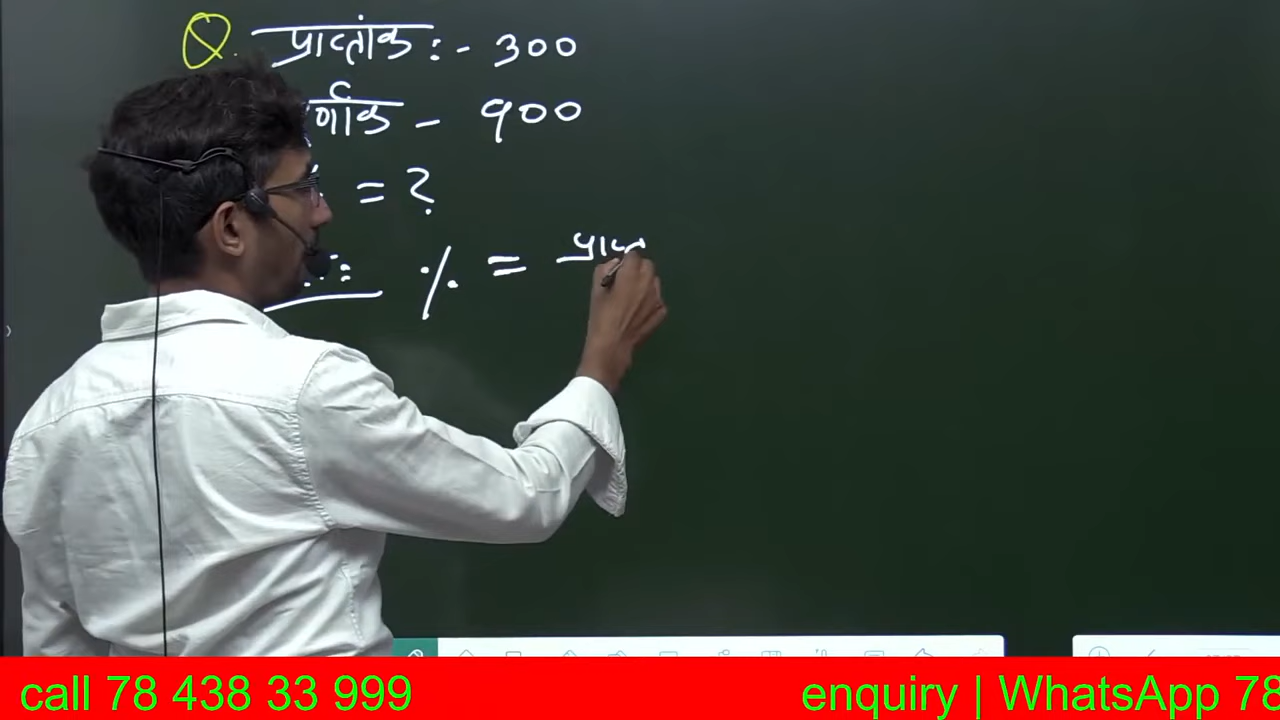 Q. प्राप्तांक :- 300
र्णांक - 900
= ?
% = प्राप्
call 78 438 33 999
enquiry | WhatsApp 78